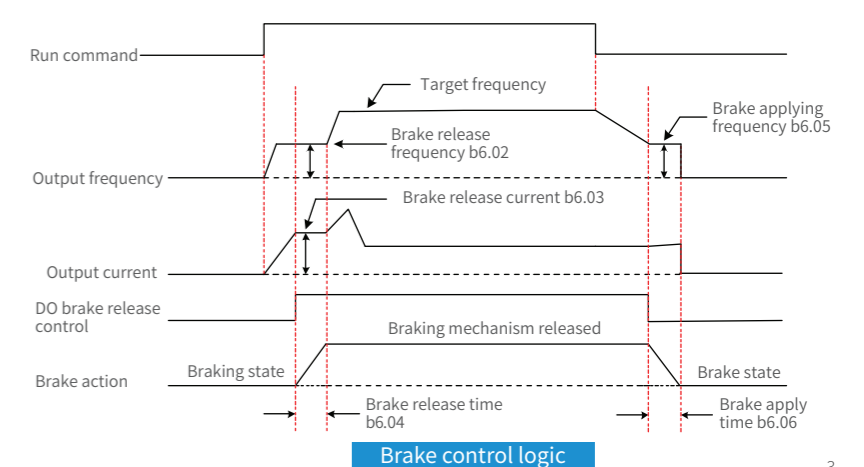 Run command
Target frequency
Brake applying
frequency b6.05
Brake release
frequency b6.02
Output frequency
Brake release current b6.03
Output current
DO brake release
control
Braking mechanism released
Braking state
Brake state
Brake action
Brake release time
b6.04
Brake apply
time b6.06
Brake control logic